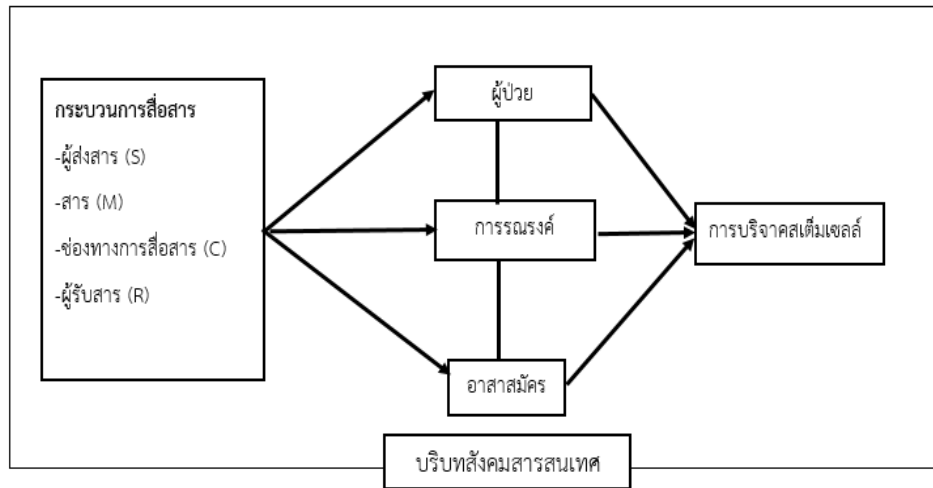 กระบวนการสื่อสาร
-ผู้ส่งสาร (S)
-สาร (M)
-ช่องทางการสื่อสาร (C)
-ผู้รับสาร (R)
ผู้ป่วย
การรณรงค์
อาสาสมัคร
การบริจาคสเต็มเซลล์
บริบทสังคมสารสนเทศ